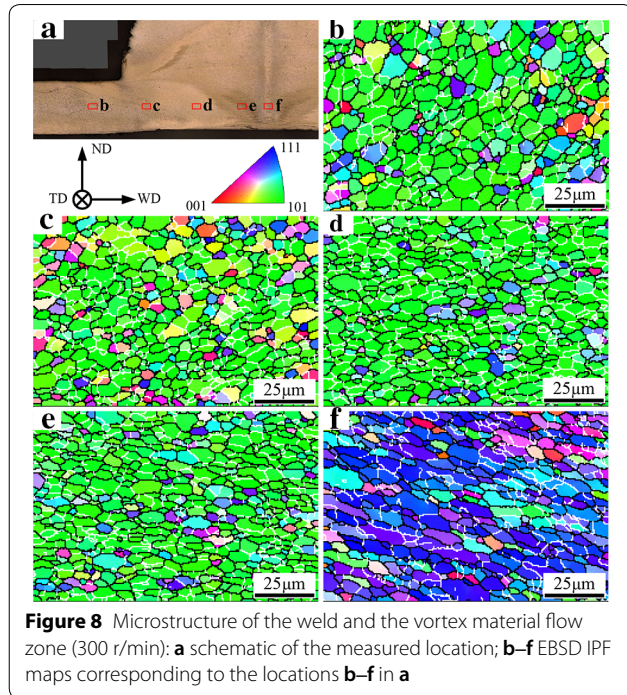 a
b
c
d
e
f
ND
TD
WD
111
001
101
b
25μm
c
25μm
d
25μm
e
25μm
f
25μm
Figure 8 Microstructure of the weld and the vortex material flow
zone (300 r/min): a schematic of the measured location; b–f EBSD IPF
maps corresponding to the locations b–f in a